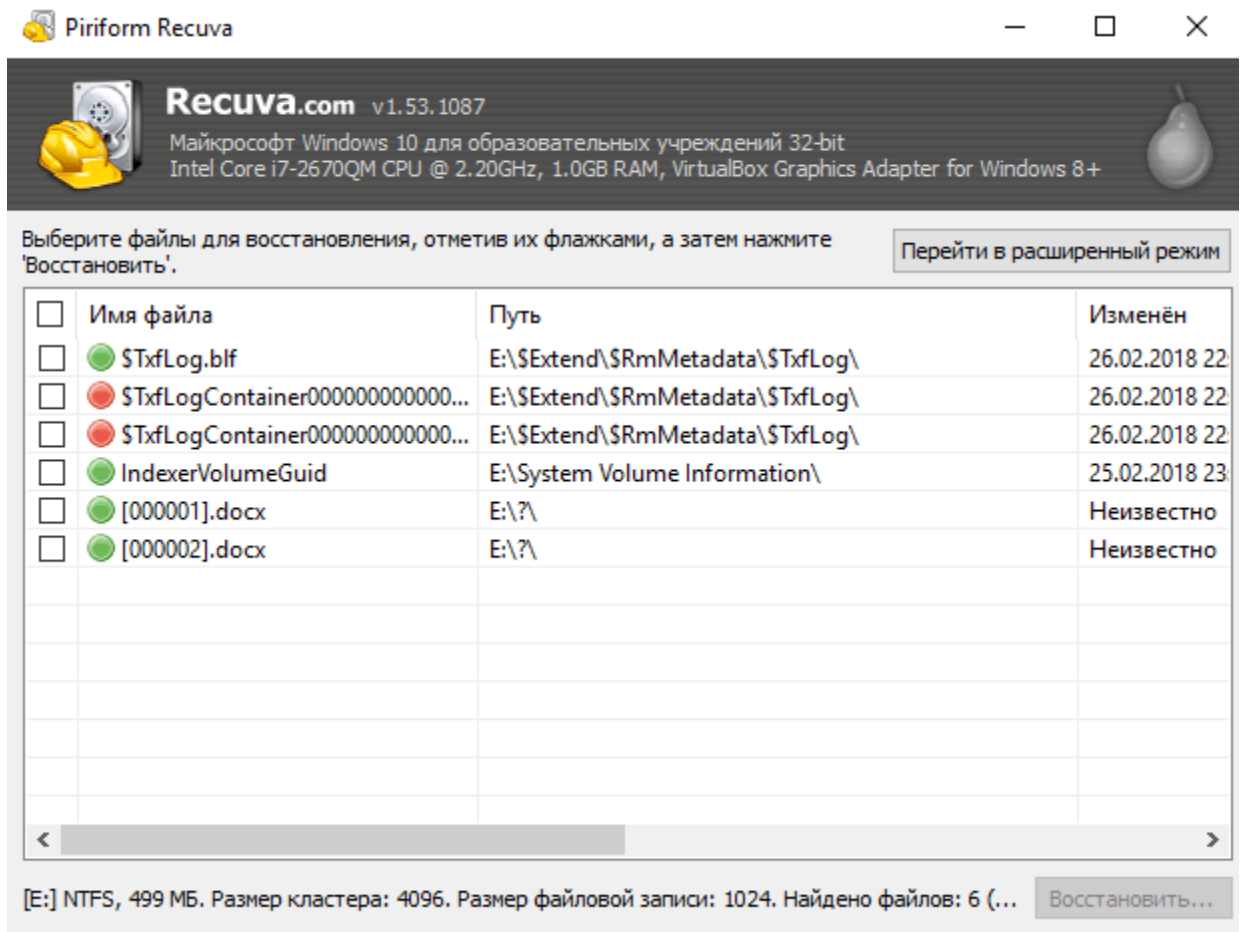 Piriform Recuva
Recuva.com v1.53.1087
Майкрософт Windows 10 для образовательных учреждений 32-bit
Intel Core i7-2670QM CPU @ 2.20GHz, 1.0GB RAM, VirtualBox Graphics Adapter for Windows 8+
Выберите файлы для восстановления, отметив их флажками, а затем нажмите
'Восстановить'.
Перейти в расширенный режим
Имя файла Путь Изменён
$TxfLog.blf E:\$Extend\$RmMetadata\$TxfLog\ 26.02.2018 22:
$TxfLogContainer000000000000... E:\$Extend\$RmMetadata\$TxfLog\ 26.02.2018 22:
$TxfLogContainer000000000000... E:\$Extend\$RmMetadata\$TxfLog\ 26.02.2018 22:
IndexerVolumeGuid E:\System Volume Information\ 25.02.2018 23:
[000001].docx E:\?\ Неизвестно
[000002].docx E:\?\ Неизвестно
[E:] NTFS, 499 МБ. Размер кластера: 4096. Размер файловой записи: 1024. Найдено файлов: 6 (... Восстановить...